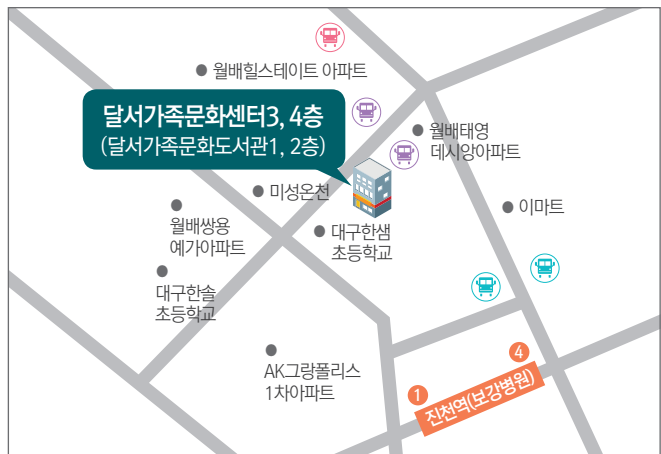 월배힐스테이트 아파트
달서가족문화센터3, 4층
(달서가족문화도서관1, 2층)
월배태영
데시앙아파트
미성온천
이마트
월배쌍용
예가아파트
대구한샘
초등학교
대구한솔
초등학교
AK그랑폴리스
1차아파트
4
1
진천역(보강병원)